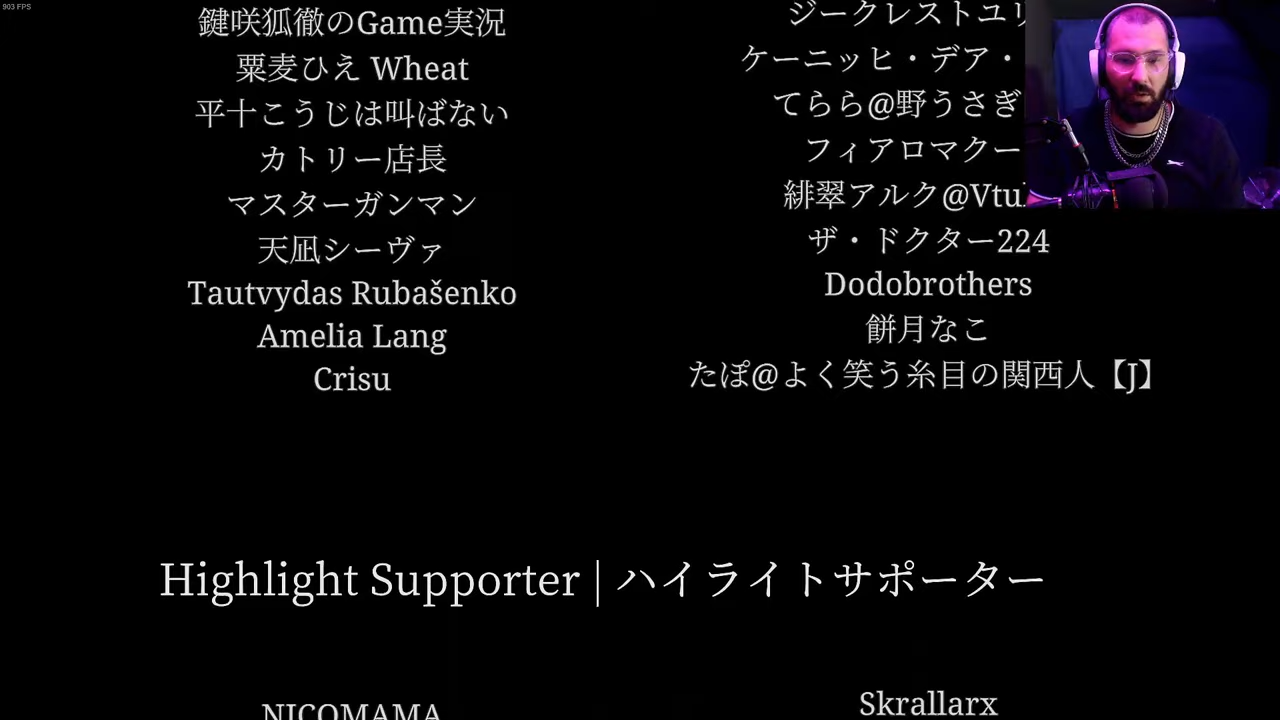 903 FPS
鍵咲狐徹のGame実況
粟麦ひえ Wheat
平十こうじは叫ばない
カトリー店長
マスターガンマン
天凪シーヴァ
Tautvydas Rubašenko
Amelia Lang
Crisu
ジークレストユリ
ケーニッヒ・デア・
てらら@野うさぎ
フィアロマクー
緋翠アルク@Vtu
ザ・ドクター224
Dodobrothers
餅月なこ
たぽ@よく笑う糸目の関西人【J】
Highlight Supporter | ハイライトサポーター
NICOMAMA
Skrallarx